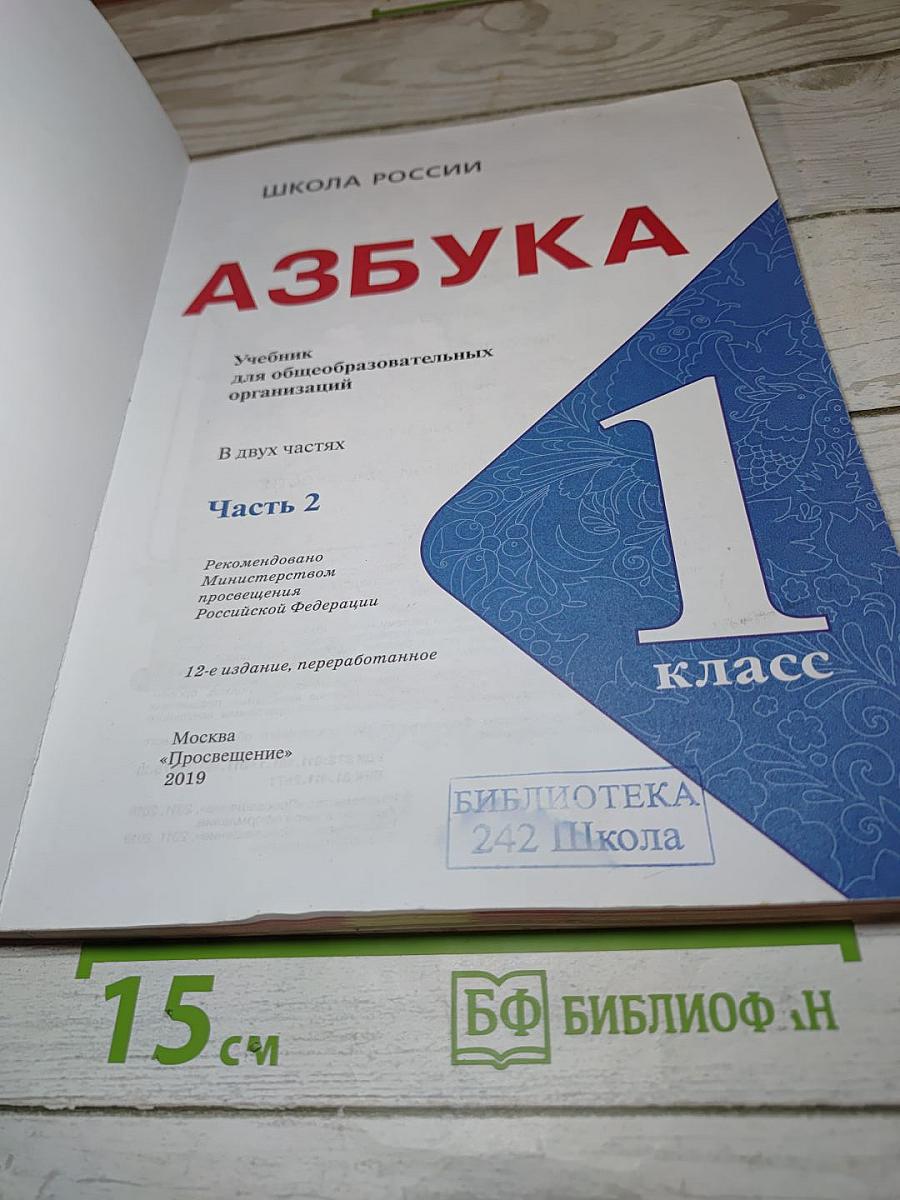 ШКОЛА РОССИИ
АЗБУКА
Учебник
для общеобразовательных
организаций
В двух частях
Часть 2
Рекомендовано
Министерством
просвещения
Российской Федерации
12-е издание, переработанное
Москва
«Просвещение»
2019
1
класс
БИБЛИОТЕКА
242 Школа
15 см
БФ БИБЛИОФ АН